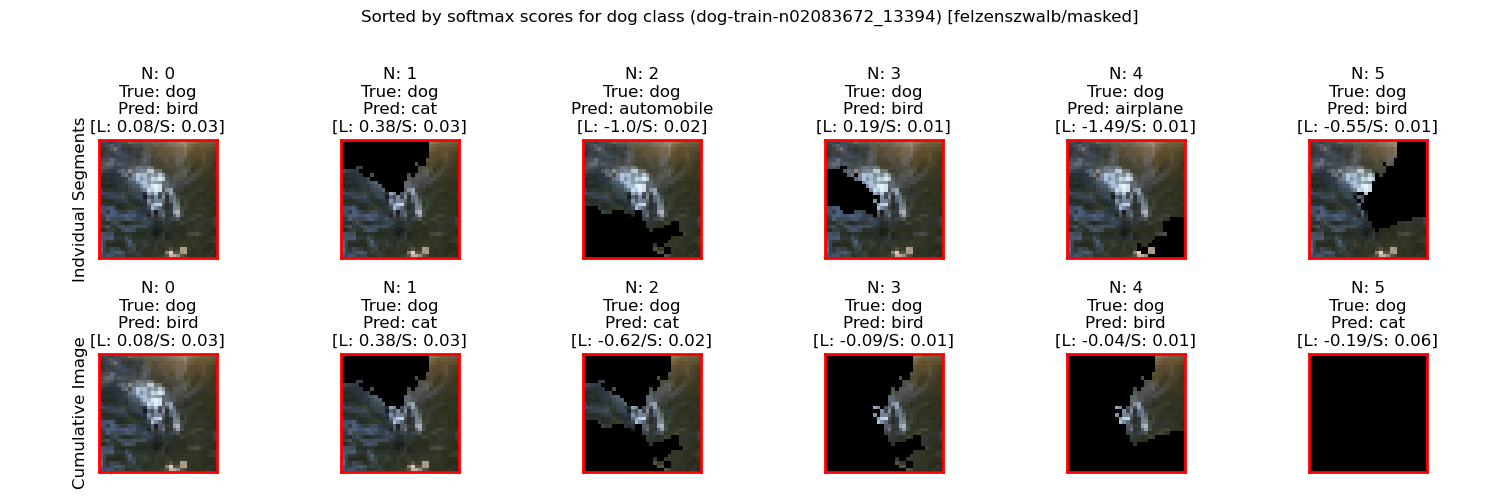 Sorted by softmax scores for dog class (dog-train-n02083672_13394) [felzenszwalb/masked]
Indvidual Segments
N: 0
True: dog
Pred: bird
[L: 0.08/S: 0.03]
N: 1
True: dog
Pred: cat
[L: 0.38/S: 0.03]
N: 2
True: dog
Pred: automobile
[L: -1.0/S: 0.02]
N: 3
True: dog
Pred: bird
[L: 0.19/S: 0.01]
N: 4
True: dog
Pred: airplane
[L: -1.49/S: 0.01]
N: 5
True: dog
Pred: bird
[L: -0.55/S: 0.01]
Cumulative Image
N: 0
True: dog
Pred: bird
[L: 0.08/S: 0.03]
N: 1
True: dog
Pred: cat
[L: 0.38/S: 0.03]
N: 2
True: dog
Pred: cat
[L: -0.62/S: 0.02]
N: 3
True: dog
Pred: bird
[L: -0.09/S: 0.01]
N: 4
True: dog
Pred: bird
[L: -0.04/S: 0.01]
N: 5
True: dog
Pred: cat
[L: -0.19/S: 0.06]